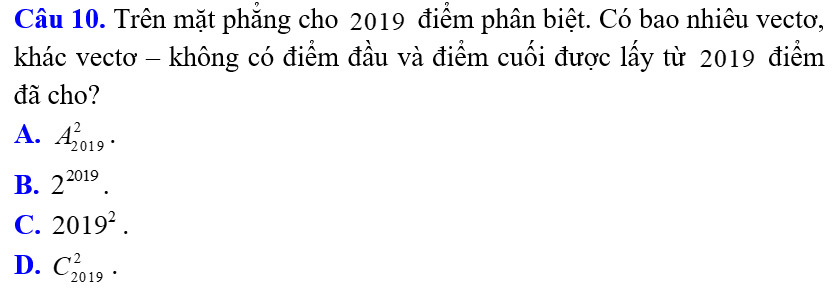 Câu 10. Trên mặt phẳng cho 2019 điểm phân biệt. Có bao nhiêu vectơ,
khác vectơ – không có điểm đầu và điểm cuối được lấy từ 2019 điểm
đã cho?
A. $A_{2019}^{2}$.
B. $2^{2019}$.
C. $2019^{2}$.
D. $C_{2019}^{2}$.